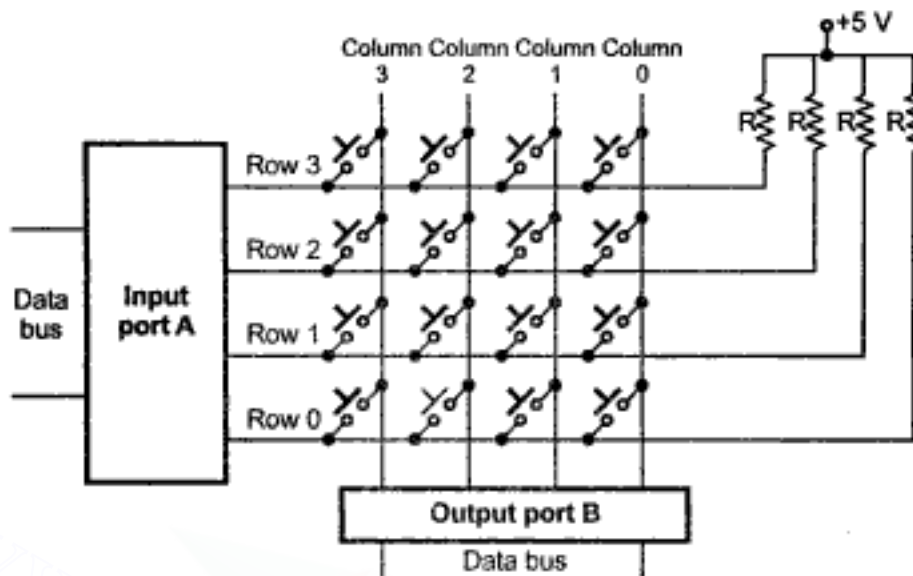 +5 V
Column Column Column Column
3 2 1 0
R R R R
Row 3
Row 2
Data bus
Input port A
Row 1
Row 0
Output port B
Data bus